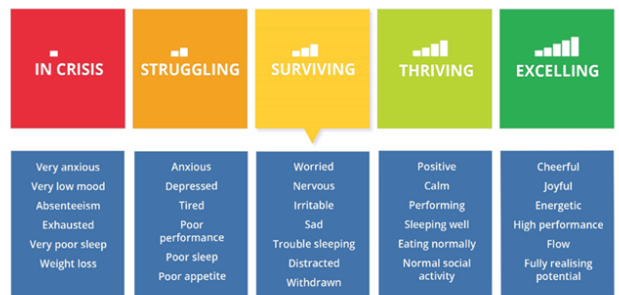 IN CRISIS
STRUGGLING
SURVIVING
THRIVING
EXCELLING
Very anxious
Very low mood
Absenteeism
Exhausted
Very poor sleep
Weight loss
Anxious
Depressed
Tired
Poor
performance
Poor sleep
Poor appetite
Worried
Nervous
Irritable
Sad
Trouble sleeping
Distracted
Withdrawn
Positive
Calm
Performing
Sleeping well
Eating normally
Normal social
activity
Cheerful
Joyful
Energetic
High performance
Flow
Fully realising
potential